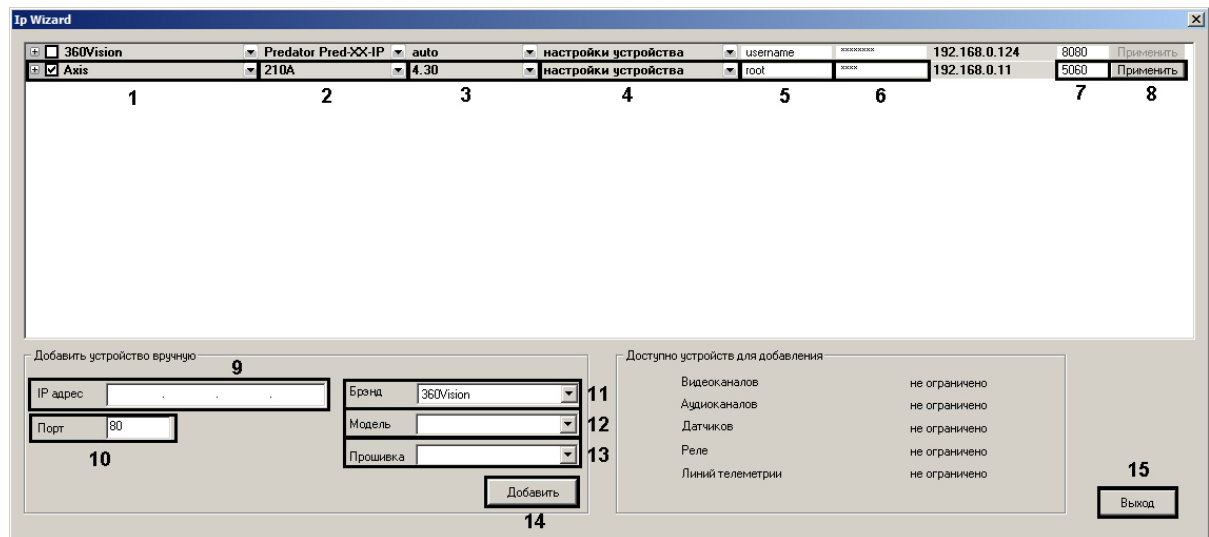 Ip Wizard
360Vision Predator Pred-XX-IP auto настройки устройства username ******** 192.168.0.124 8080 Применить
Axis 210A 4.30 настройки устройства root **** 192.168.0.11 5060 Применить
1 2 3 4 5 6 7 8
Добавить устройство вручную
9
IP адрес . . .
Порт 80
10
Брэнд 360Vision 11
Модель 12
Прошивка 13
Добавить
14
Доступно устройств для добавления
Видеоканалов не ограничено
Аудиоканалов не ограничено
Датчиков не ограничено
Реле не ограничено
Линий телеметрии не ограничено
15
Выход